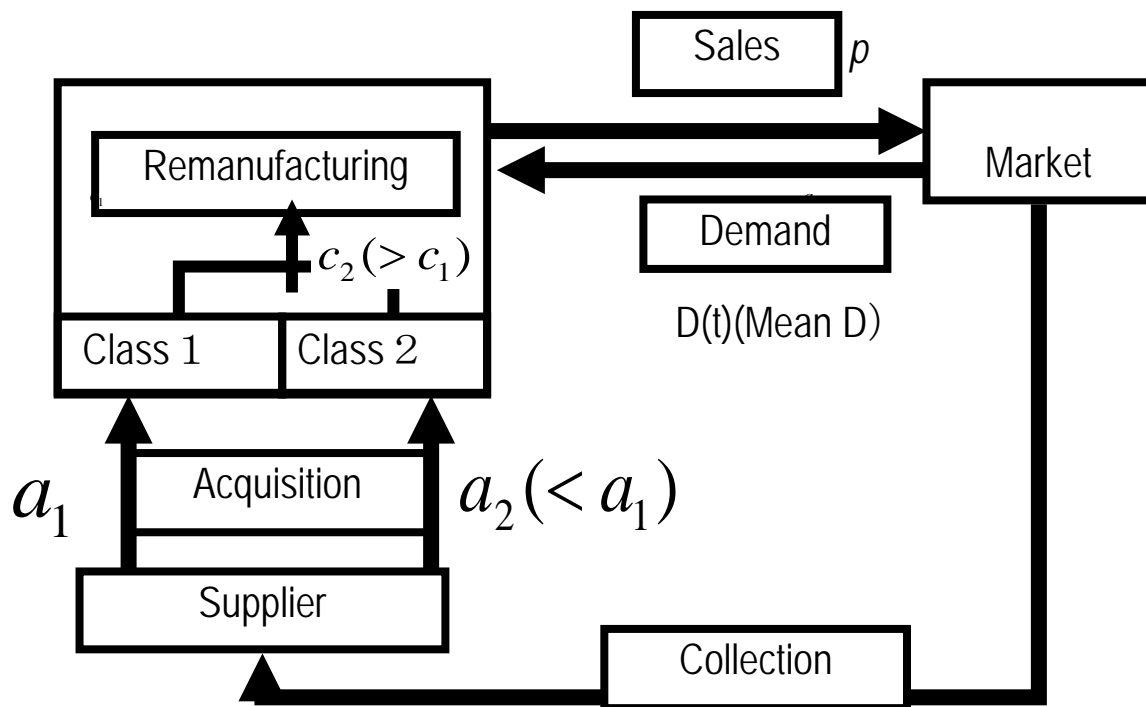 Sales
p
Remanufacturing
Market
Demand
c₂(> c₁)
D(t)(Mean D）
Class １
Class ２
Acquisition
a₁
a₂(< a₁)
Supplier
Collection